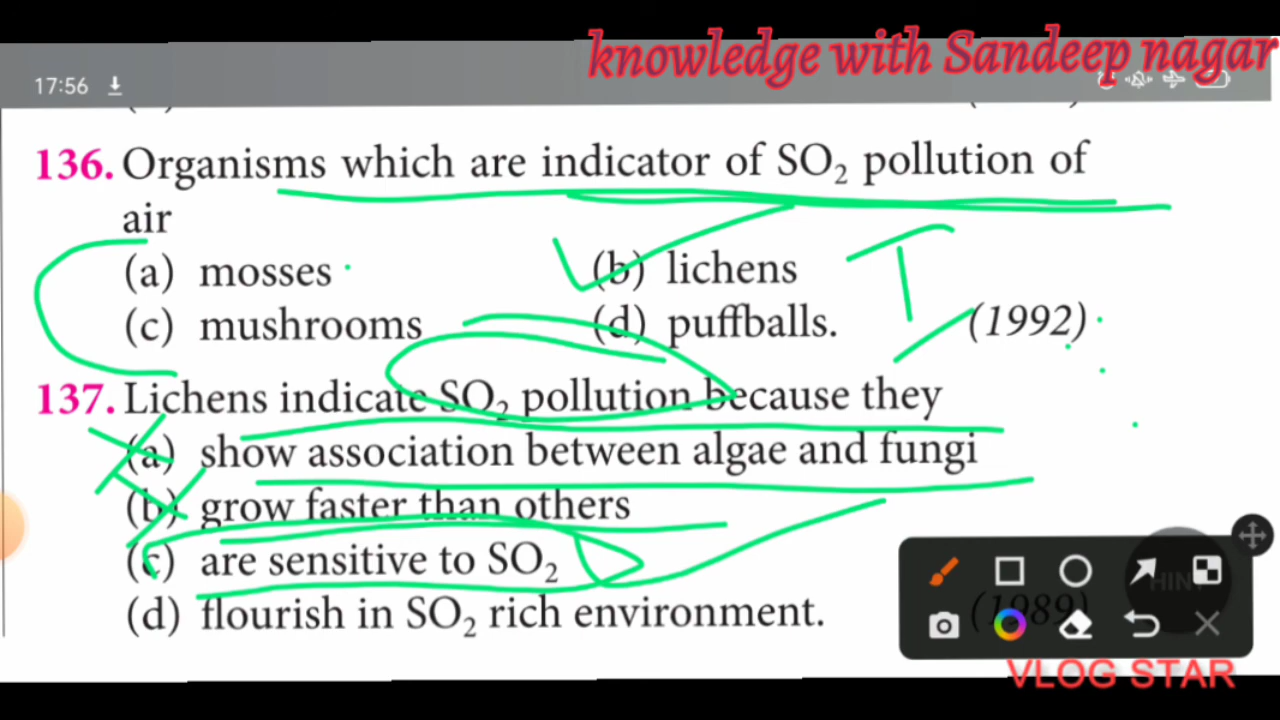 knowledge with Sandeep nagar
17:56
136. Organisms which are indicator of SO₂ pollution of
air
(a) mosses (b) lichens
(c) mushrooms (d) puffballs. (1992)
137. Lichens indicate SO₂ pollution because they
(a) show association between algae and fungi
(b) grow faster than others
(c) are sensitive to SO₂
(d) flourish in SO₂ rich environment. (1989)
VLOG STAR